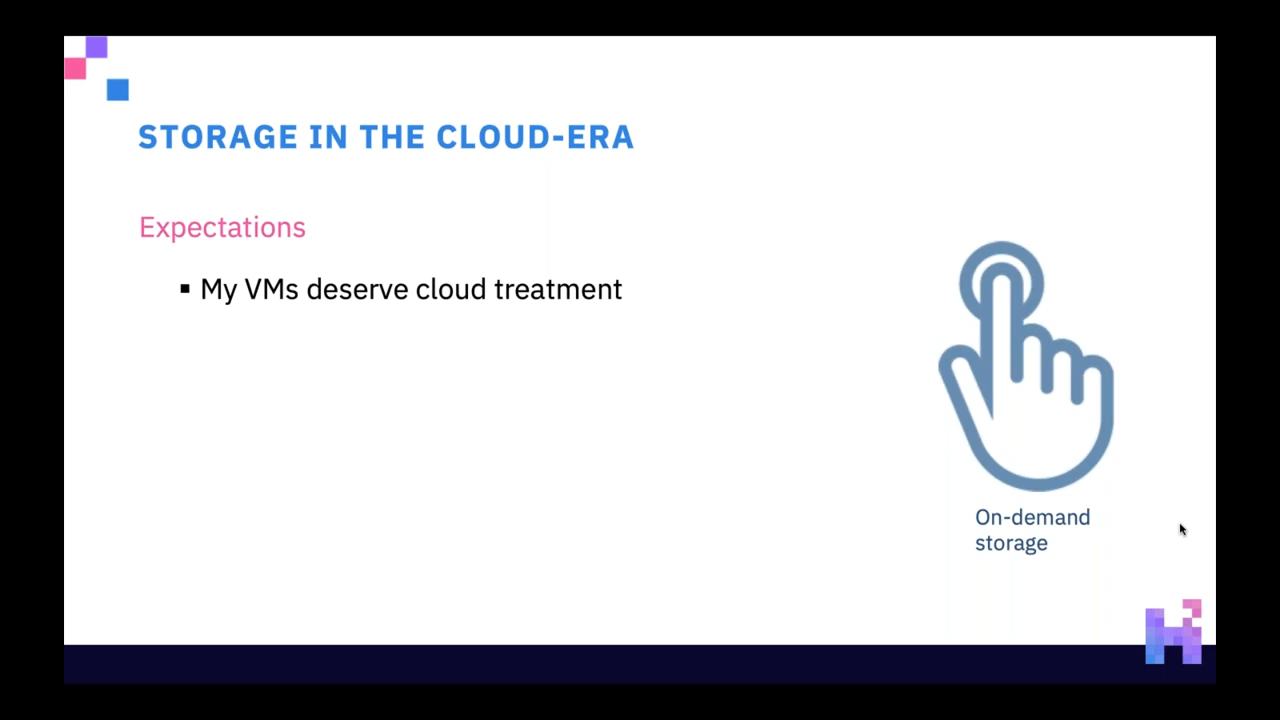 STORAGE IN THE CLOUD-ERA
Expectations
▪ My VMs deserve cloud treatment
On-demand
storage